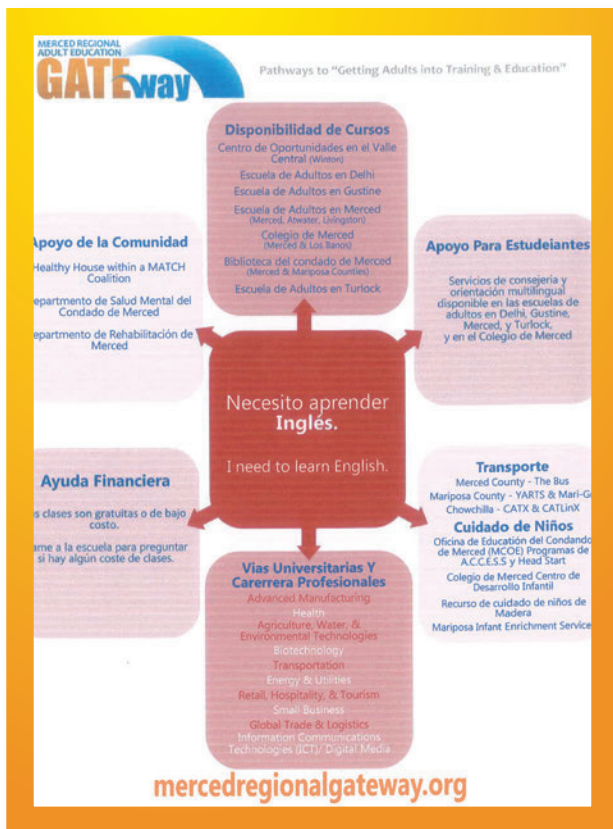 MERCED REGIONAL
ADULT EDUCATION
GATEway
Pathways to "Getting Adults into Training & Education"
Disponibilidad de Cursos
Centro de Oportunidades en el Valle
Central (Winton)
Escuela de Adultos en Delhi
Escuela de Adultos en Gustine
Escuela de Adultos en Merced
(Merced, Atwater, Livingston)
Colegio de Merced
(Merced & Los Banos)
Biblioteca del condado de Merced
(Merced & Mariposa Counties)
Escuela de Adultos en Turlock
Apoyo de la Comunidad
Healthy House within a MATCH
Coalition
epartmento de Salud Mental del
Condado de Merced
epartmento de Rehabilitación de
Merced
Apoyo Para Estudeiantes
Servicios de consejeria y
orientación multilingual
disponible en las escuelas de
adultos en Delhi, Gustine,
Merced, y Turlock,
y en el Colegio de Merced
Necesito aprender
Inglés.
I need to learn English.
Ayuda Financiera
s clases son gratuitas o de bajo
costo.
ame a la escuela para preguntar
si hay algún coste de clases.
Transporte
Merced County - The Bus
Mariposa County - YARTS & Mari-G
Chowchilla - CATX & CATLinX
Cuidado de Niños
Oficina de Educatión del Condando
de Merced (MCOE) Programas de
A.C.C.E.S.S y Head Start
Colegio de Merced Centro de
Desarrollo Infantil
Recurso de cuidado de niños de
Madera
Mariposa Infant Enrichment Service
Vias Universitarias Y
Carerrera Profesionales
Advanced Manufacturing
Health
Agriculture, Water, &
Environmental Technologies
Biotechnology
Transportation
Energy & Utilities
Retail, Hospitality, & Tourism
Small Business
Global Trade & Logistics
Information Communications
Technologies (ICT)/ Digital Media
mercedregionalgateway.org